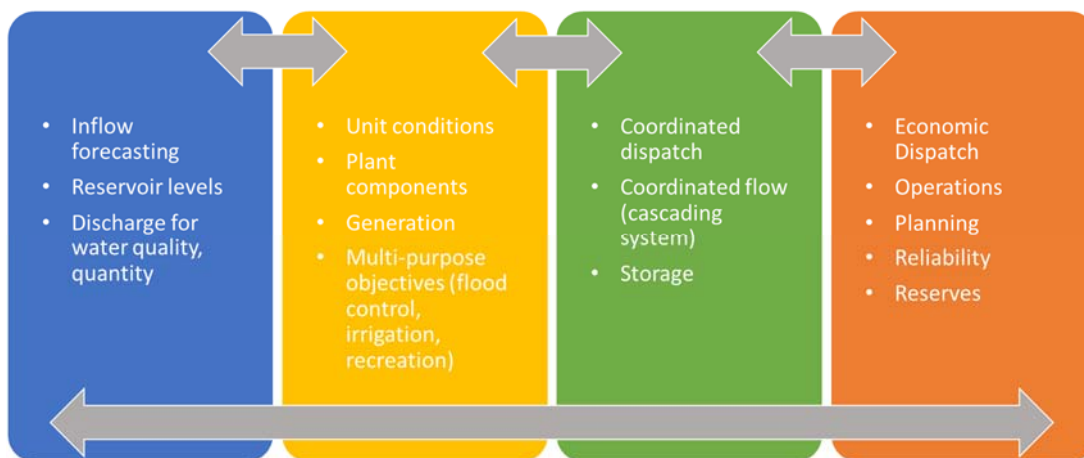 • Inflow
forecasting
• Reservoir levels
• Discharge for
water quality,
quantity
• Unit conditions
• Plant
components
• Generation
• Multi-purpose
objectives (flood
control,
irrigation,
recreation)
• Coordinated
dispatch
• Coordinated flow
(cascading
system)
• Storage
• Economic
Dispatch
• Operations
• Planning
• Reliability
• Reserves